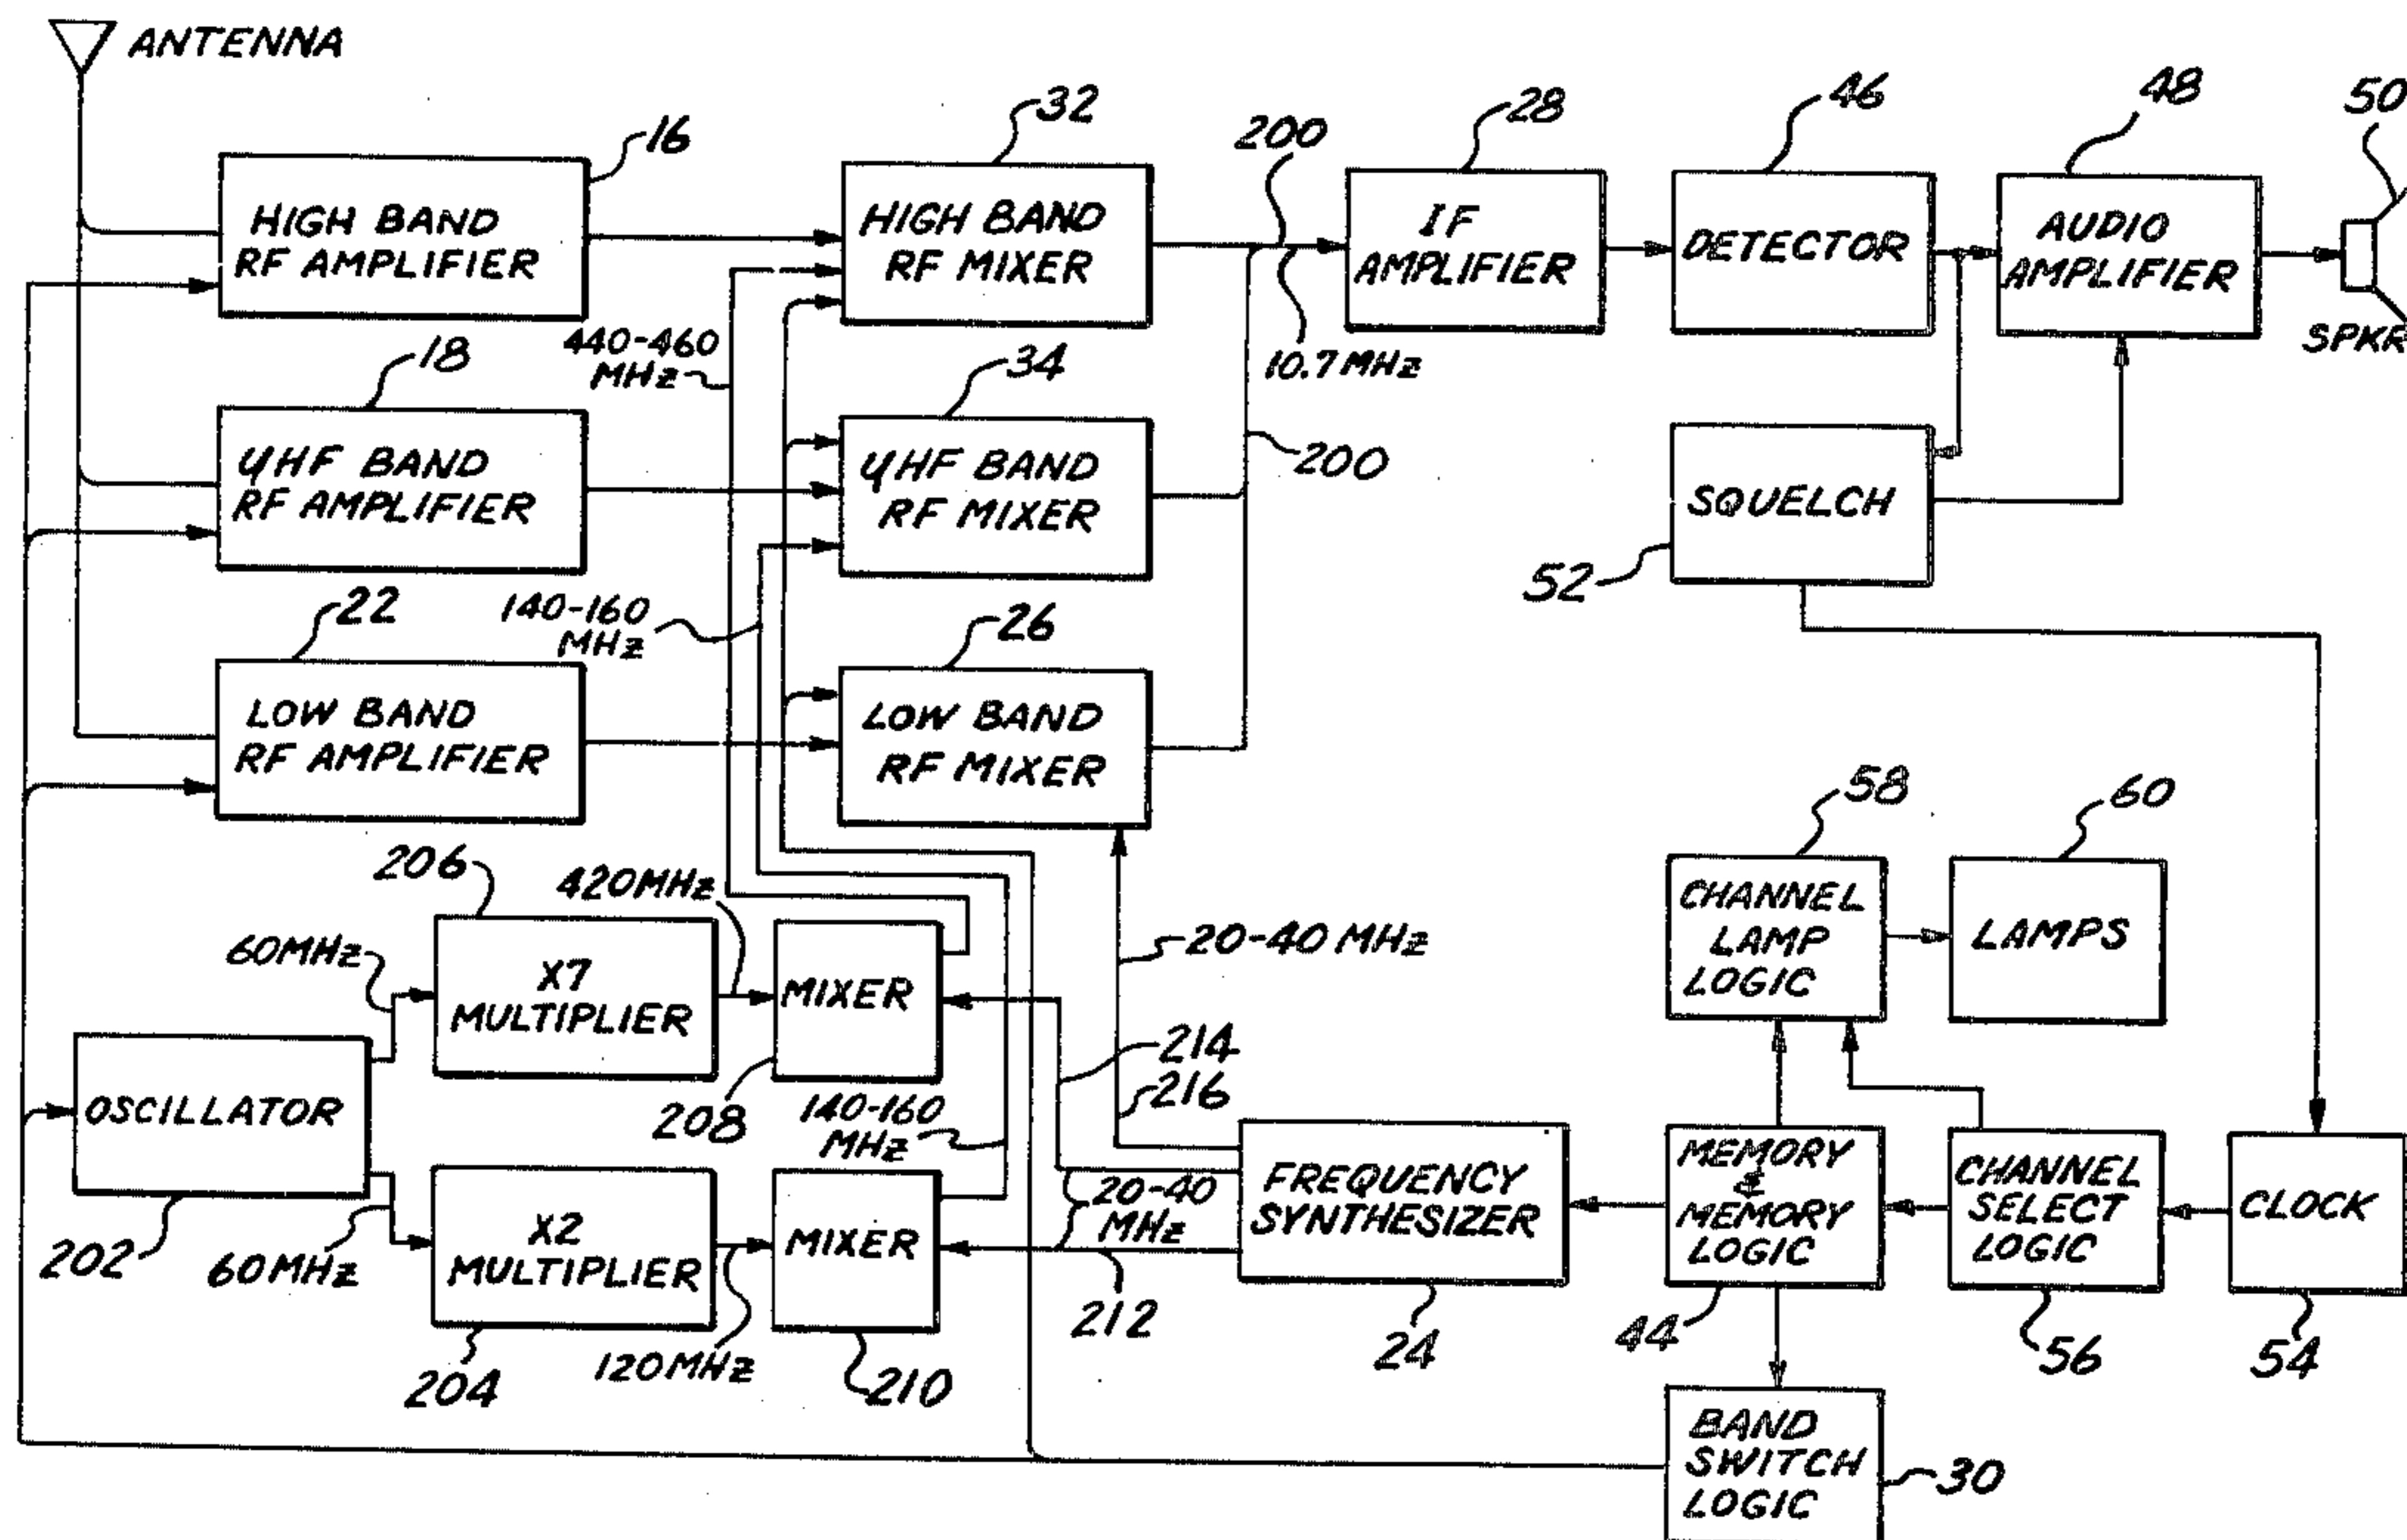 ANTENNA
16
HIGH BAND
RF AMPLIFIER
32
HIGH BAND
RF MIXER
200
28
IF
AMPLIFIER
46
DETECTOR
48
AUDIO
AMPLIFIER
50
SPKR
440-460
MHz
10.7 MHz
18
UHF BAND
RF AMPLIFIER
34
UHF BAND
RF MIXER
200
SQUELCH
52
140-160
MHz
22
LOW BAND
RF AMPLIFIER
26
LOW BAND
RF MIXER
58
CHANNEL
LAMP
LOGIC
60
LAMPS
206
420MHz
60MHz
X7
MULTIPLIER
MIXER
208
20-40 MHz
214
216
OSCILLATOR
202
60MHz
140-160
MHz
X2
MULTIPLIER
204
120MHz
MIXER
210
20-40
MHz
212
FREQUENCY
SYNTHESIZER
24
MEMORY
&
MEMORY
LOGIC
44
CHANNEL
SELECT
LOGIC
56
CLOCK
54
BAND
SWITCH
LOGIC
30